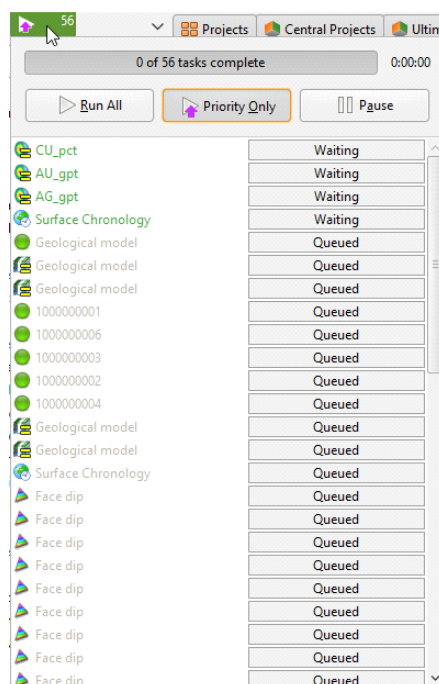 56 Projects Central Projects Ultim
0 of 56 tasks complete 0:00:00
Run All Priority Only Pause
CU_pct Waiting
AU_gpt Waiting
AG_gpt Waiting
Surface Chronology Waiting
Geological model Queued
Geological model Queued
Geological model Queued
1000000001 Queued
1000000006 Queued
1000000003 Queued
1000000002 Queued
1000000004 Queued
Geological model Queued
Geological model Queued
Surface Chronology Queued
Face dip Queued
Face dip Queued
Face dip Queued
Face dip Queued
Face dip Queued
Face dip Queued
Face dip Queued
Face dip Queued
Face dip Queued